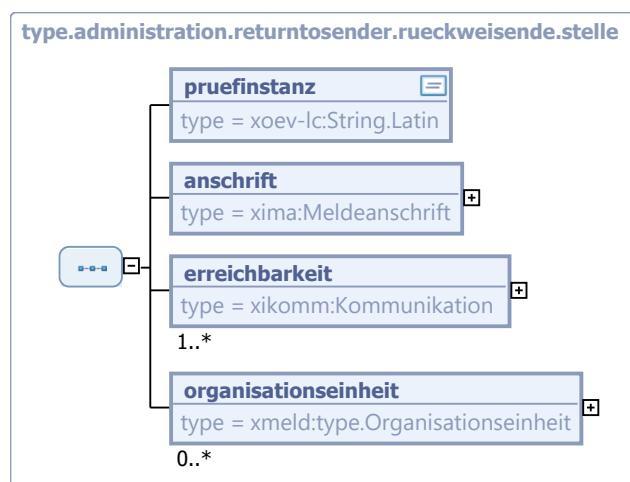 type.administration.returntosender.rueckweisende.stelle
pruefinstanz
type = xoev-lc:String.Latin
anschrift
type = xima:Meldeanschrift
erreichbarkeit
type = xikomm:Kommunikation
1..*
organisationseinheit
type = xmeld:type.Organisationseinheit
0..*